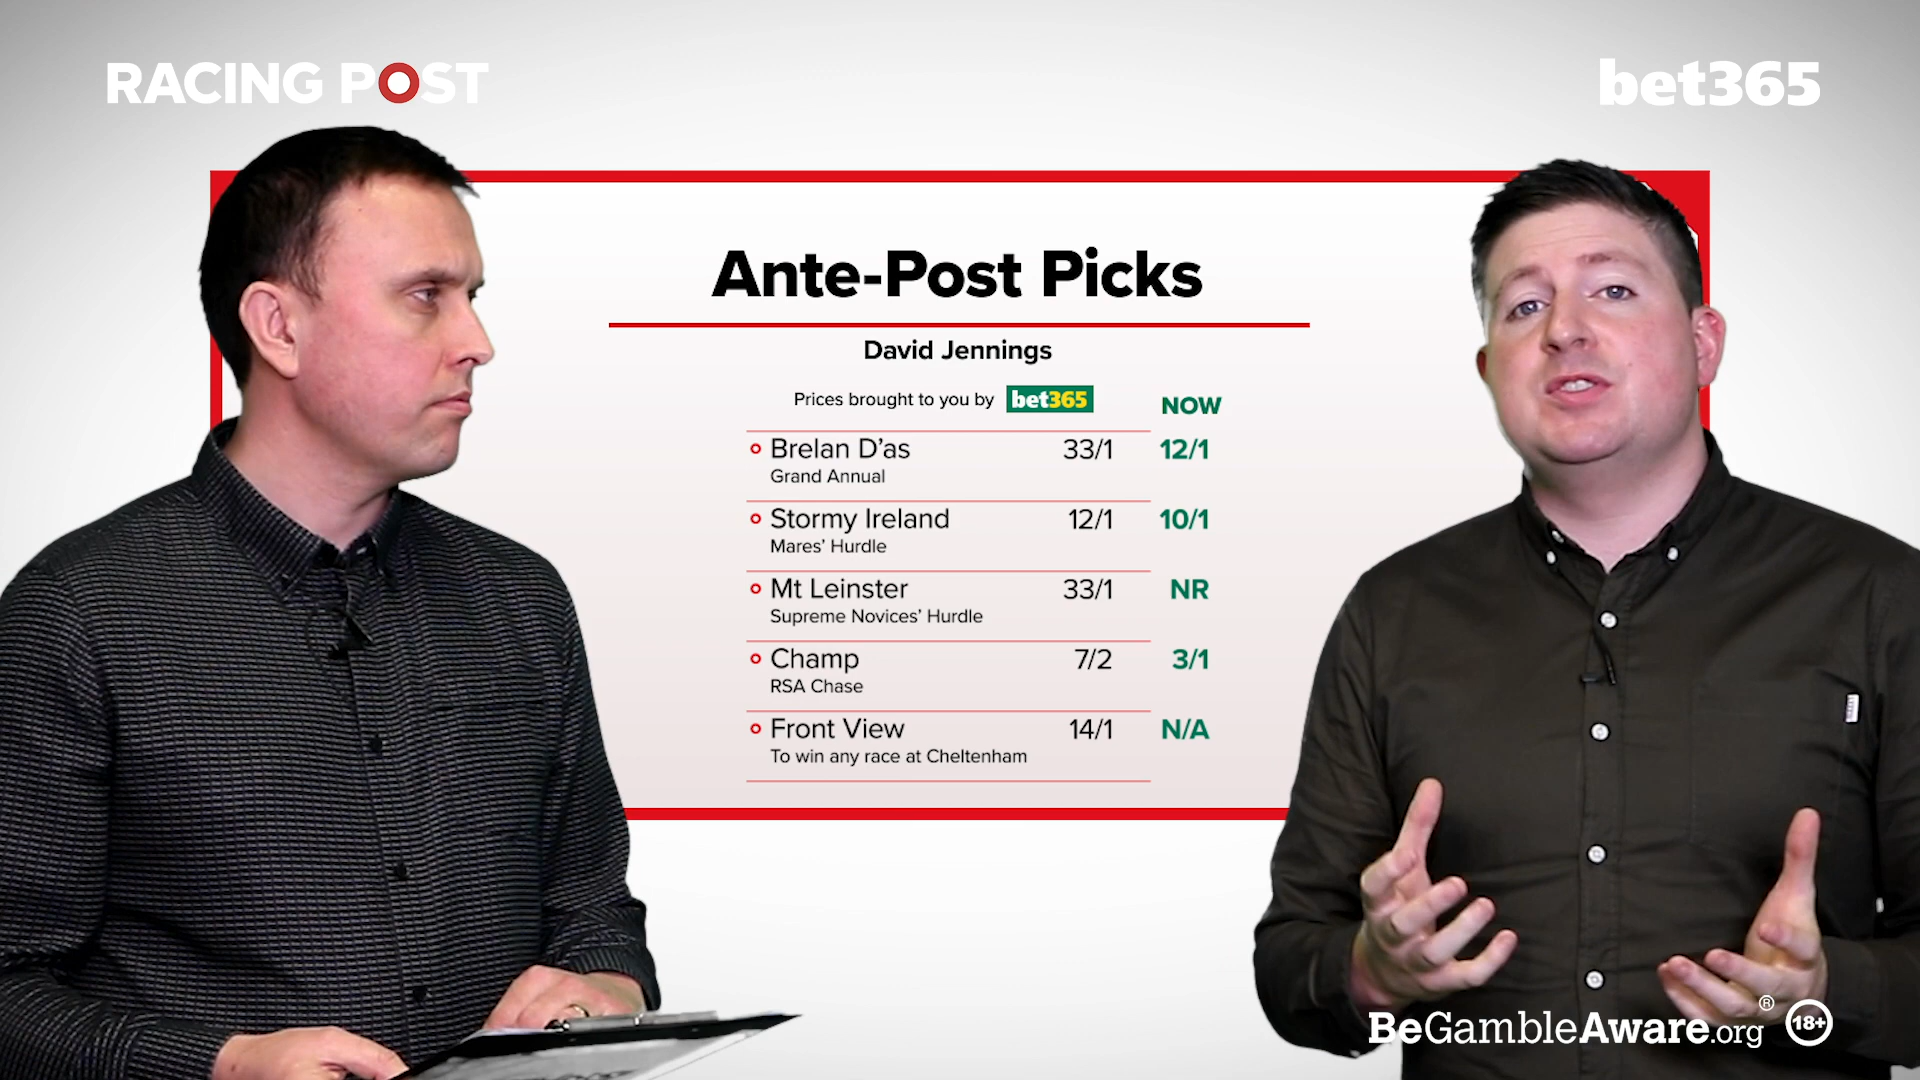 RACING POST
bet365
Ante-Post Picks
David Jennings
Prices brought to you by bet365
NOW
Brelan D'as 33/1 12/1
Grand Annual
Stormy Ireland 12/1 10/1
Mares' Hurdle
Mt Leinster 33/1 NR
Supreme Novices' Hurdle
Champ 7/2 3/1
RSA Chase
Front View 14/1 N/A
To win any race at Cheltenham
BeGambleAware.org® 18+